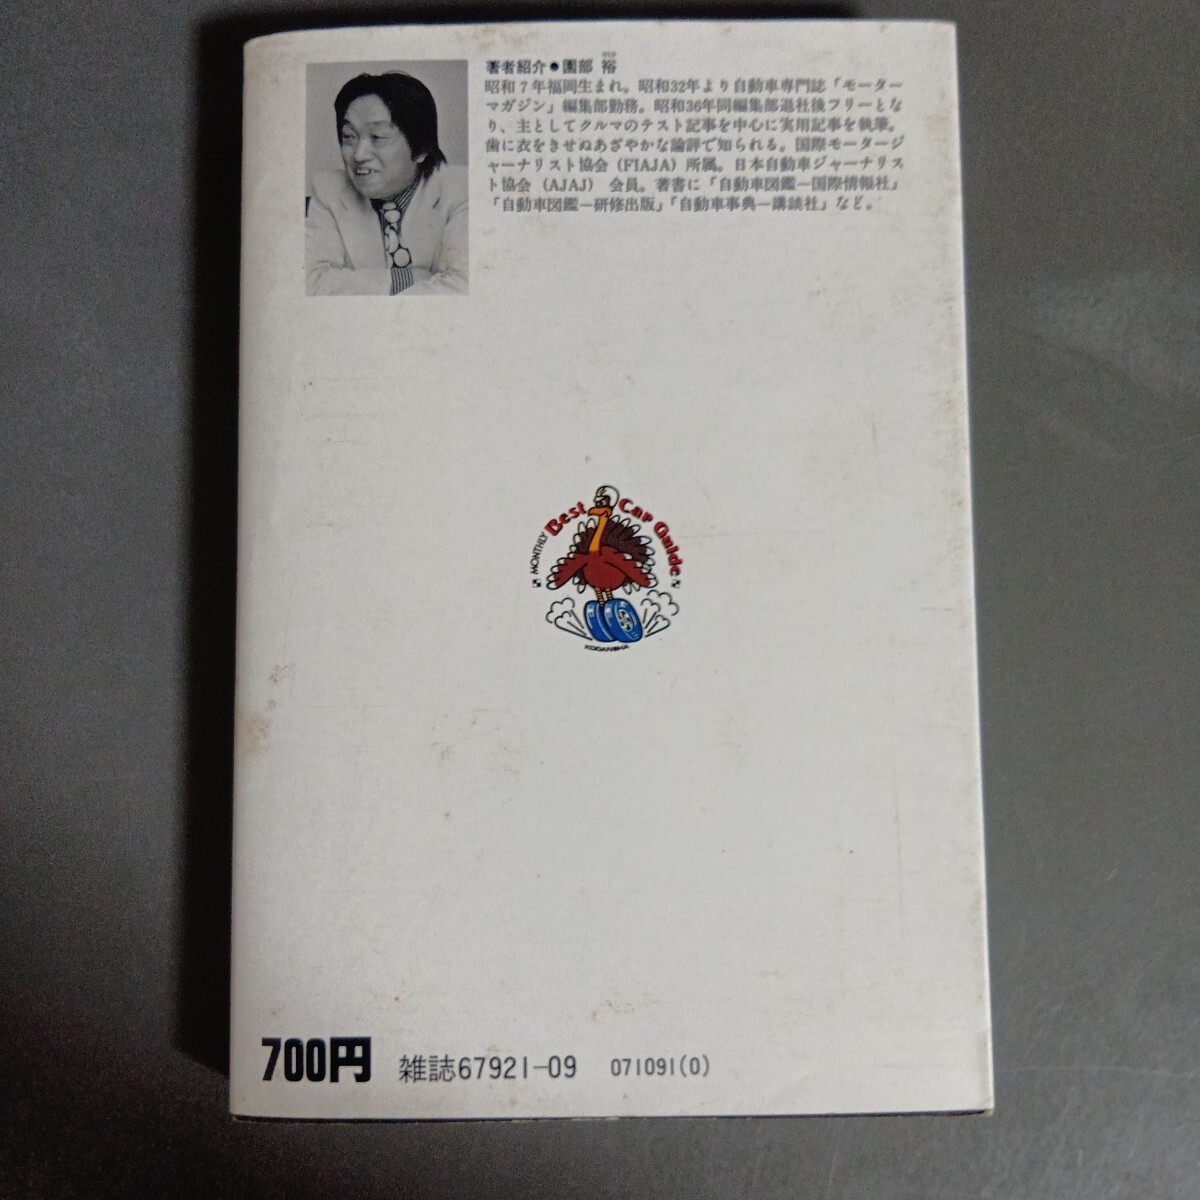 著者紹介●園部 裕
昭和7年福岡生まれ。昭和32年より自動車専門誌「モーター
マガジン」編集部勤務。昭和36年同編集部退社後フリーとな
り、主としてクルマのテスト記事を中心に実用記事を執筆。
歯に衣をきせぬあざやかな論評で知られる。国際モータージ
ャーナリスト協会（FIAJA）所属。日本自動車ジャーナリス
ト協会（AJAJ） 会員。著書に「自動車図鑑―国際情報社」
「自動車図鑑―研修出版」「自動車事典―講談社」など。
MONTHLY Best Car Guide
KODANSHA
700円 雑誌67921-09 071091(0)